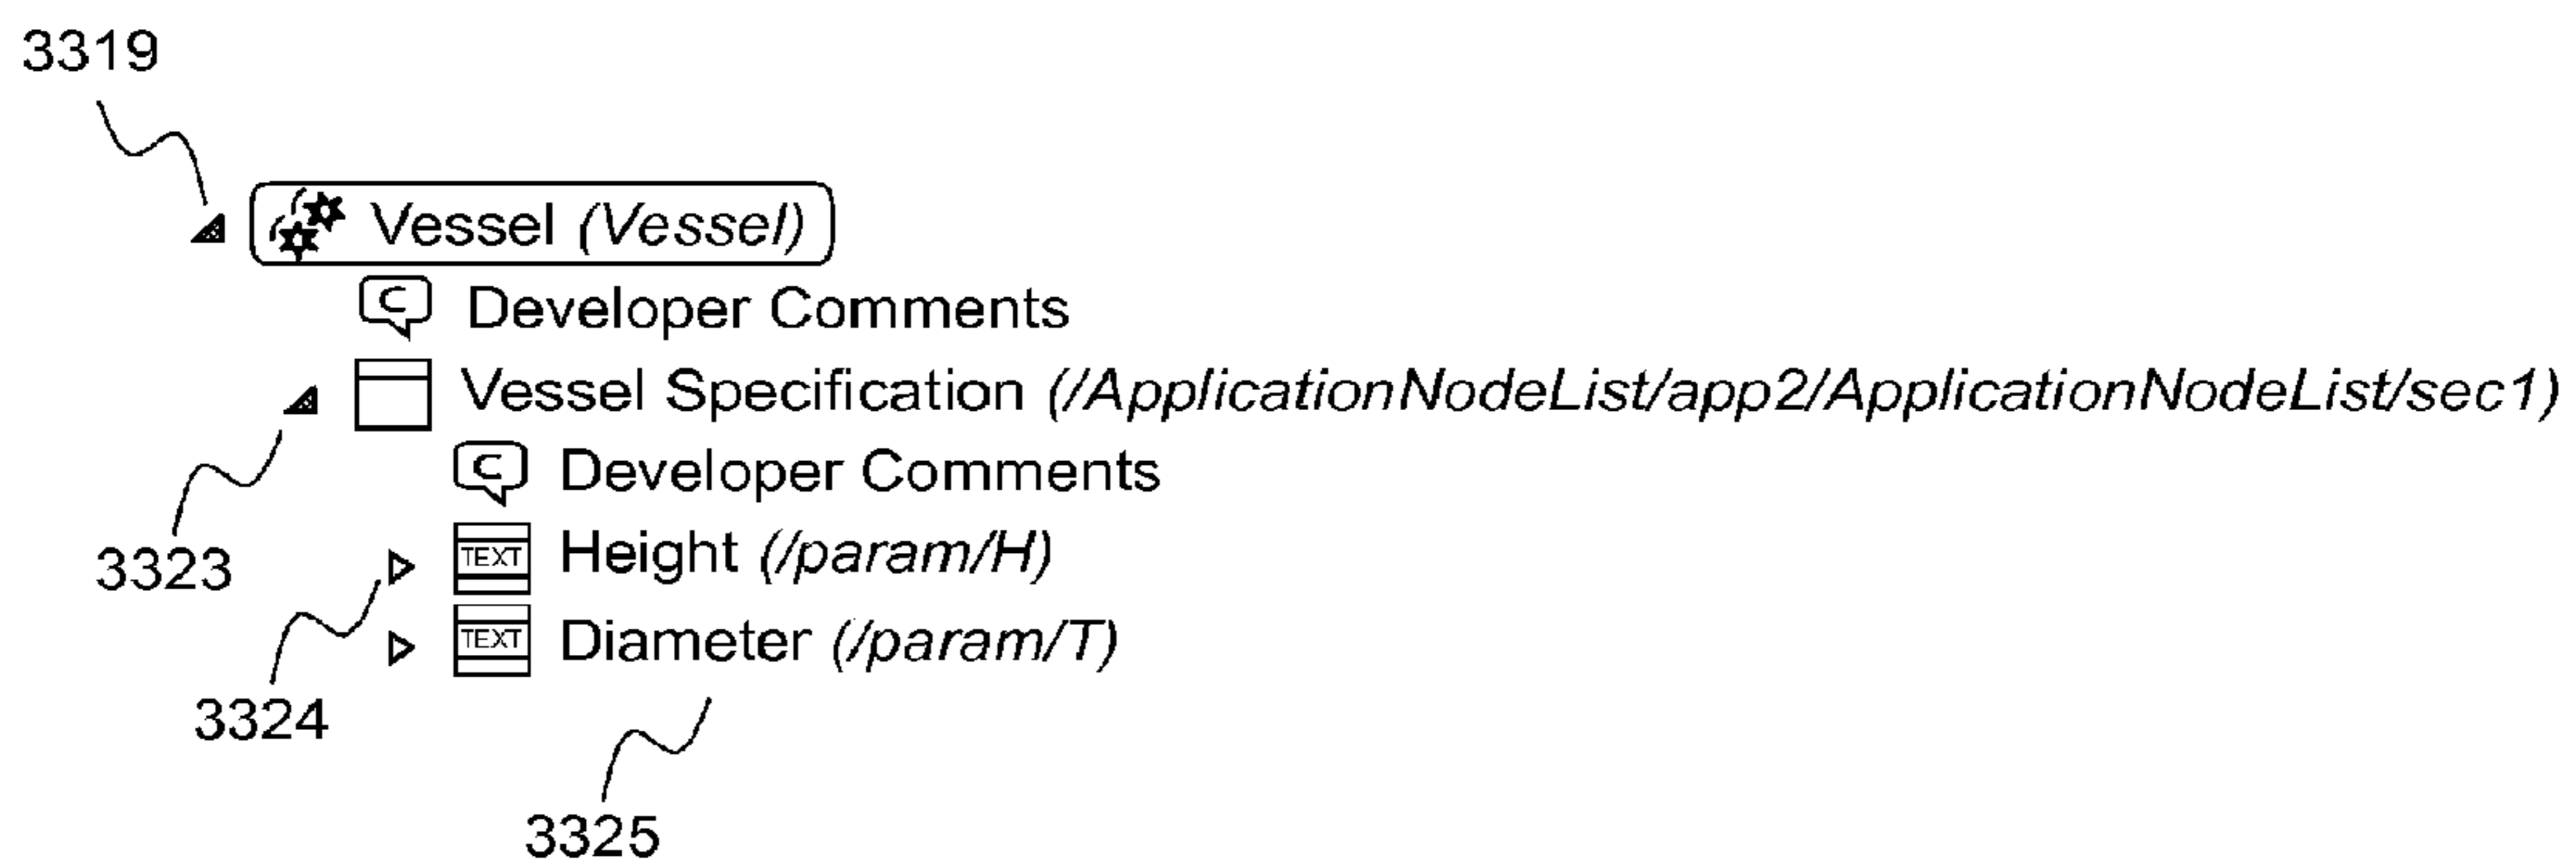 3319
Vessel (Vessel)
C Developer Comments
Vessel Specification (/ApplicationNodeList/app2/ApplicationNodeList/sec1)
C Developer Comments
3323
TEXT Height (/param/H)
TEXT Diameter (/param/T)
3324
3325